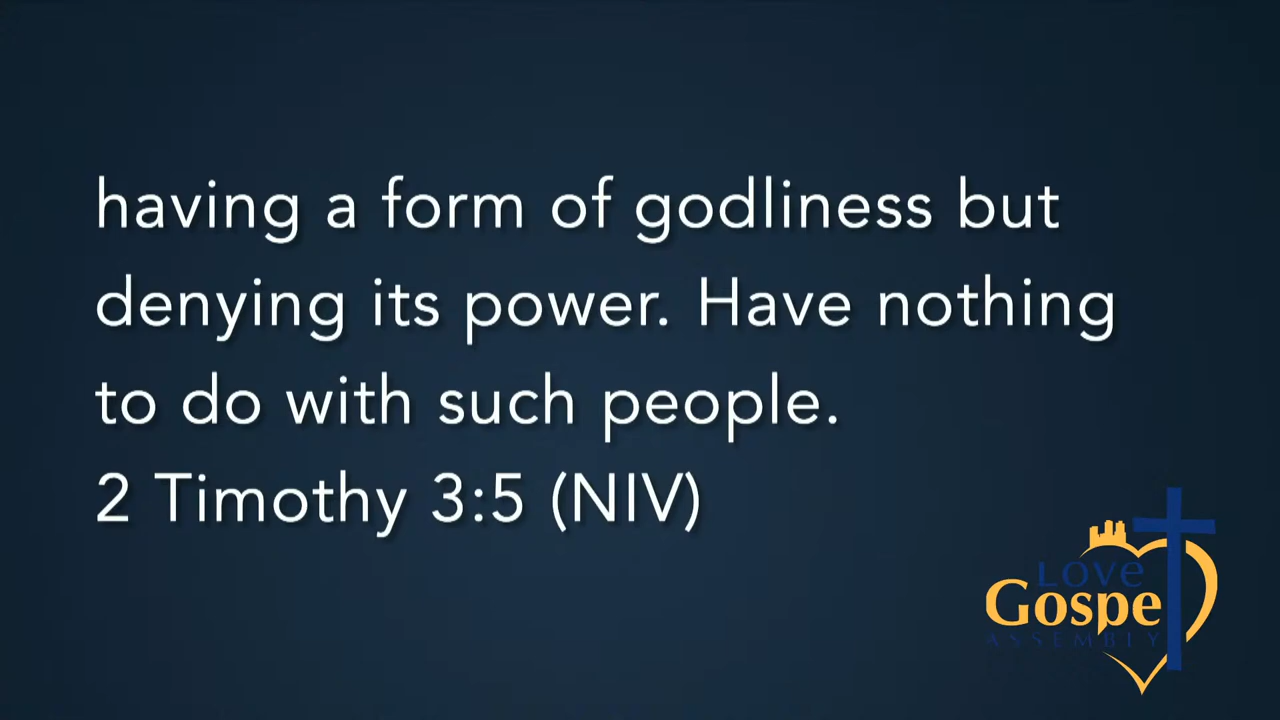 having a form of godliness but
denying its power. Have nothing
to do with such people.
2 Timothy 3:5 (NIV)
LOVE
Gospel
ASSEMBLY